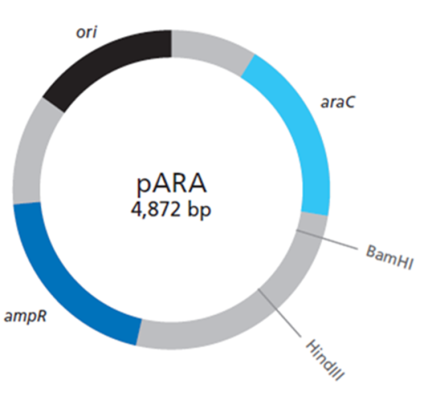 ori
araC
pARA
4,872 bp
BamHI
ampR
HindIII